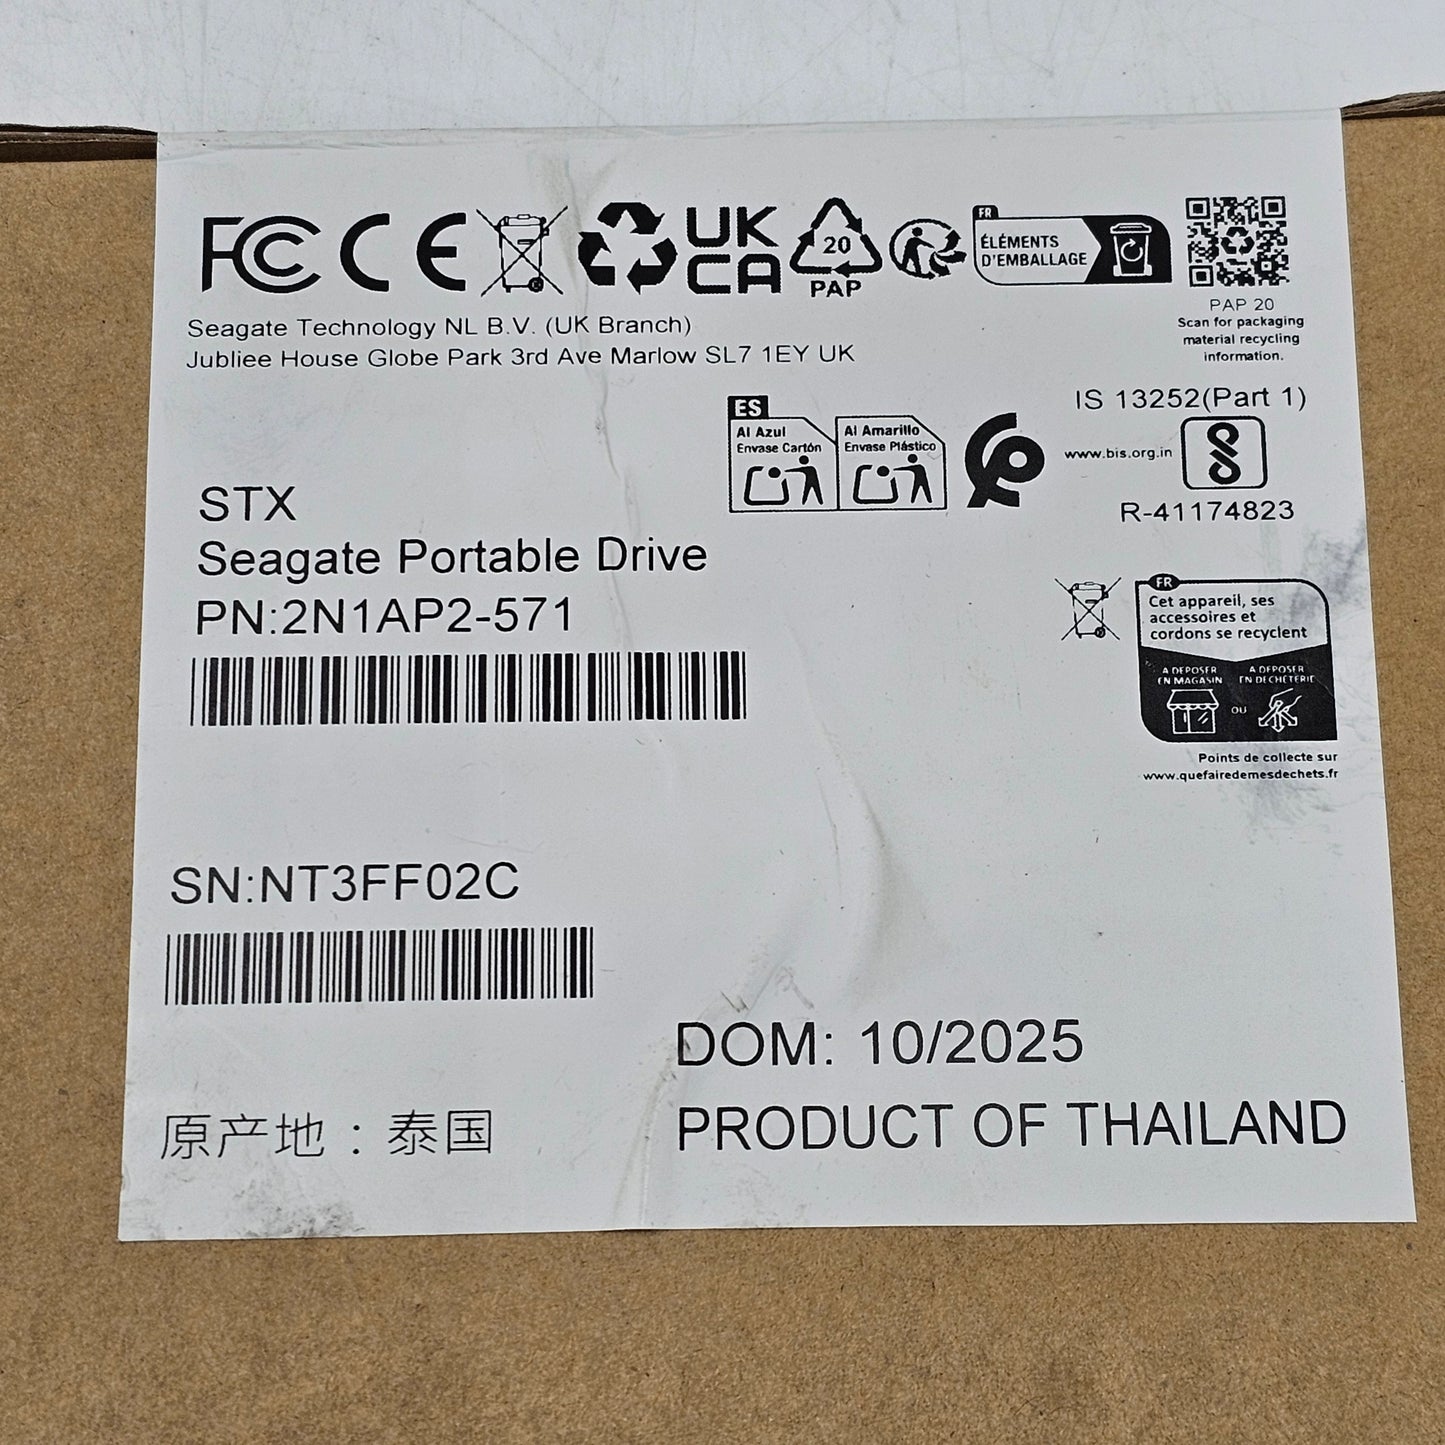 FC CE UK CA
20
PAP
FR
ÉLÉMENTS
D'EMBALLAGE
PAP 20
Scan for packaging
material recycling
information.
Seagate Technology NL B.V. (UK Branch)
Jubliee House Globe Park 3rd Ave Marlow SL7 1EY UK
ES
Al Azul
Envase Cartón
Al Amarillo
Envase Plástico
IS 13252(Part 1)
www.bis.org.in
R-41174823
STX
Seagate Portable Drive
PN:2N1AP2-571
FR
Cet appareil, ses
accessoires et
cordons se recyclent
A DEPOSER
EN MAGASIN
OU
A DEPOSER
EN DECHETERIE
Points de collecte sur
www.quefairedemesdechets.fr
SN:NT3FF02C
DOM: 10/2025
原产地：泰国
PRODUCT OF THAILAND